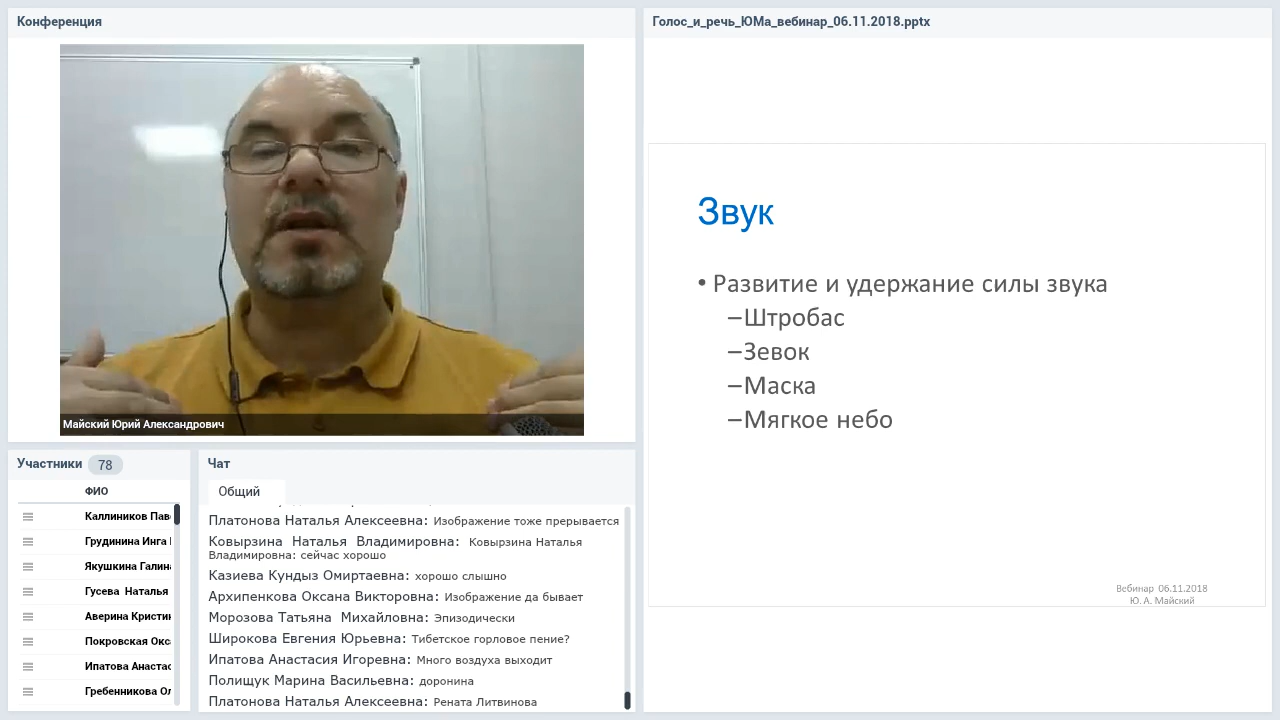 Конференция
Майский Юрий Александрович
Участники 78
ФИО
Каллиников Пав
Грудинина Инга
Якушкина Галина
Гусева Наталья
Аверина Кристин
Покровская Окс
Ипатова Анастас
Гребенникова Ол
Чат
Общий
Платонова Наталья Алексеевна: Изображение тоже прерывается
Ковырзина Наталья Владимировна: Ковырзина Наталья
Владимировна: сейчас хорошо
Казиева Кундыз Омиртаевна: хорошо слышно
Архипенкова Оксана Викторовна: Изображение да бывает
Морозова Татьяна Михайловна: Эпизодически
Широкова Евгения Юрьевна: Тибетское горловое пение?
Ипатова Анастасия Игоревна: Много воздуха выходит
Полищук Марина Васильевна: доронина
Платонова Наталья Алексеевна: Рената Литвинова
Голос_и_речь_ЮМа_вебинар_06.11.2018.pptx
Звук
• Развитие и удержание силы звука
–Штробас
–Зевок
–Маска
–Мягкое небо
Вебинар 06.11.2018
Ю. А. Майский